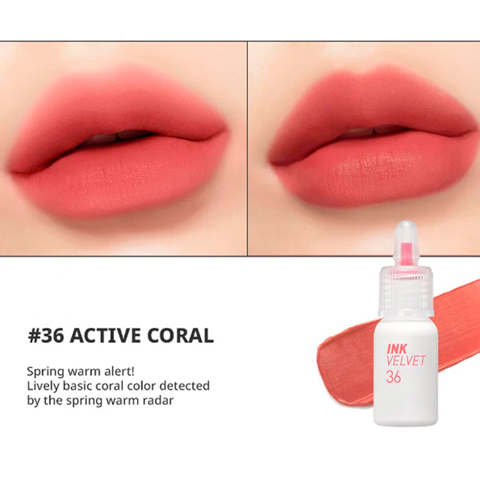 #36 ACTIVE CORAL
Spring warm alert!
Lively basic coral color detected
by the spring warm radar
INK
VELVET
36